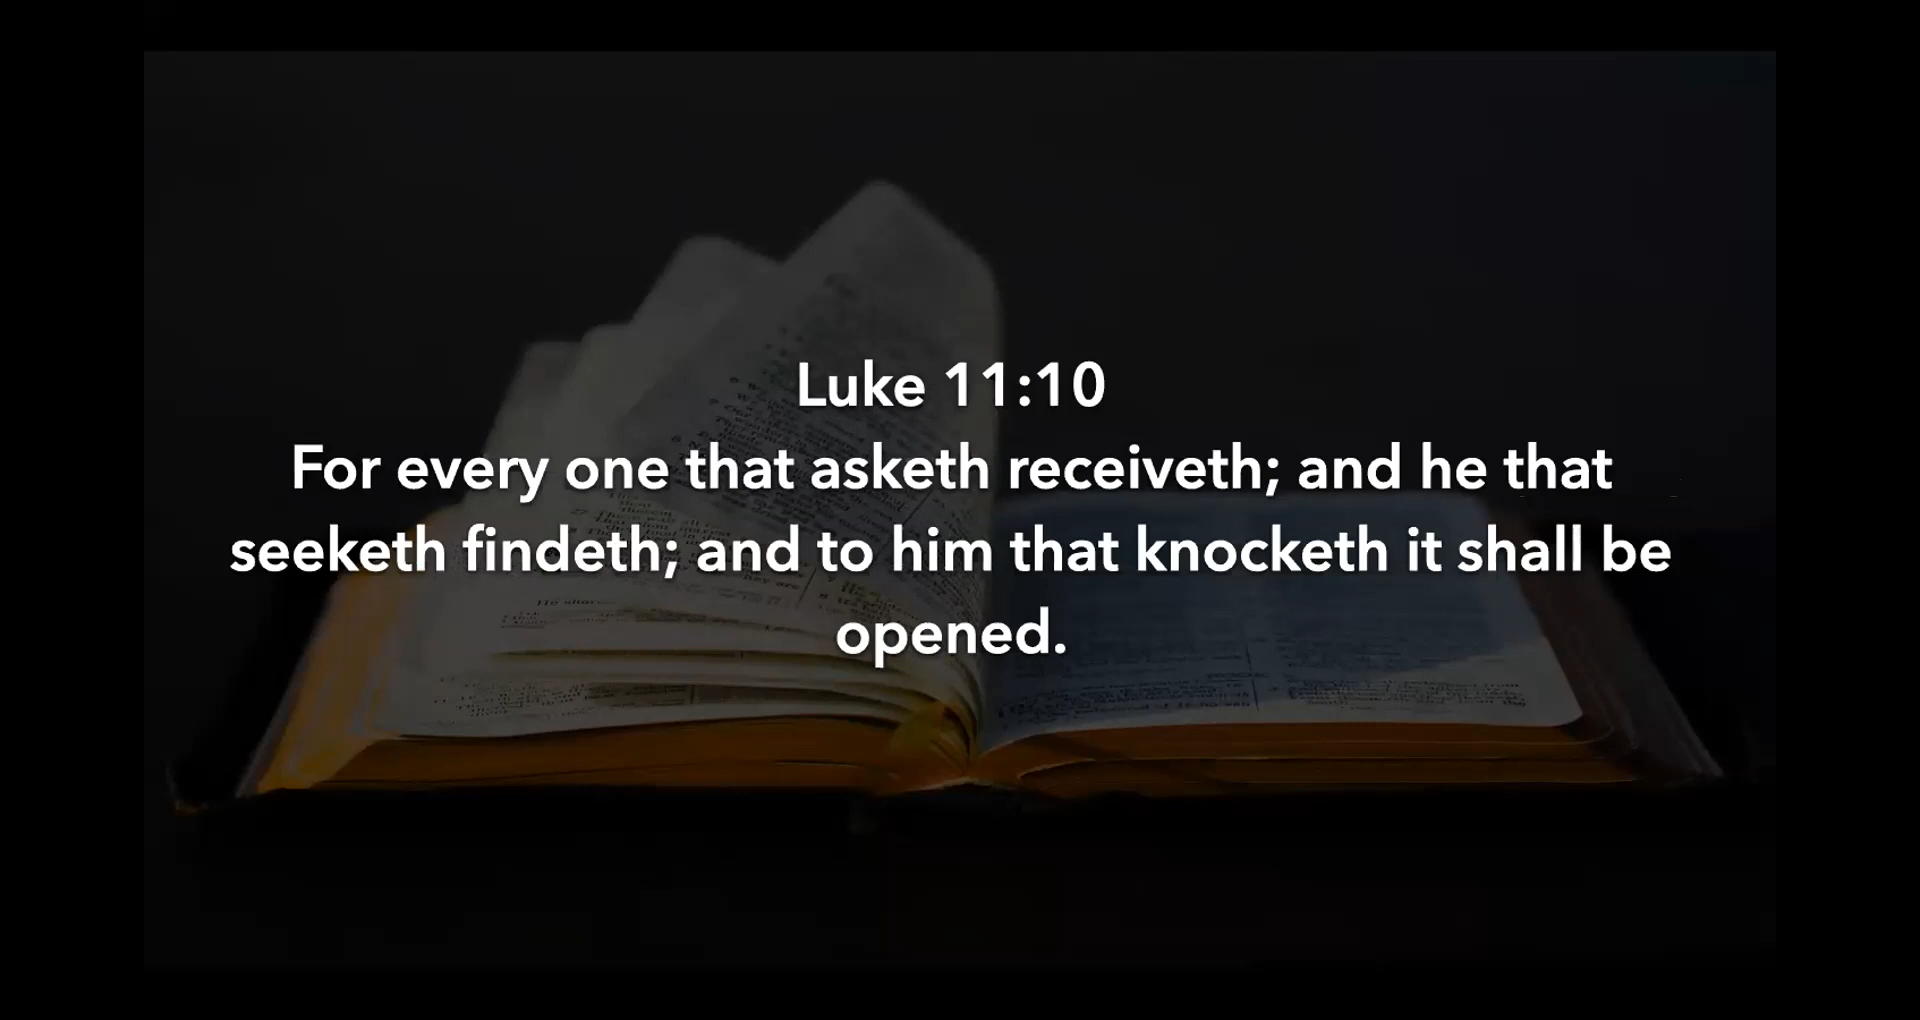 Luke 11:10
For every one that asketh receiveth; and he that
seeketh findeth; and to him that knocketh it shall be
opened.